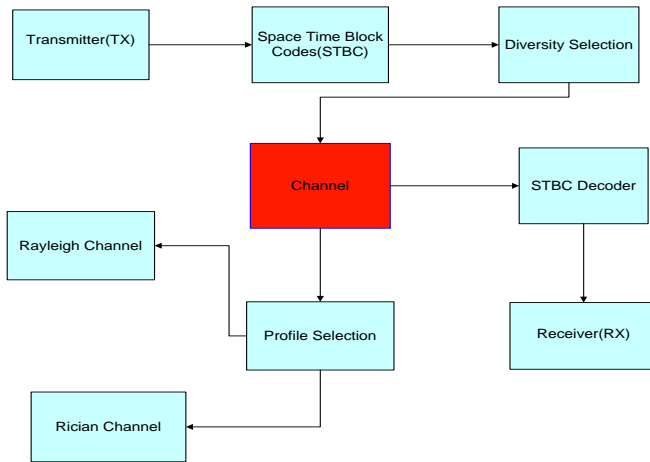 Transmitter(TX)
Space Time Block
Codes(STBC)
Diversity Selection
Channel
STBC Decoder
Rayleigh Channel
Profile Selection
Receiver(RX)
Rician Channel